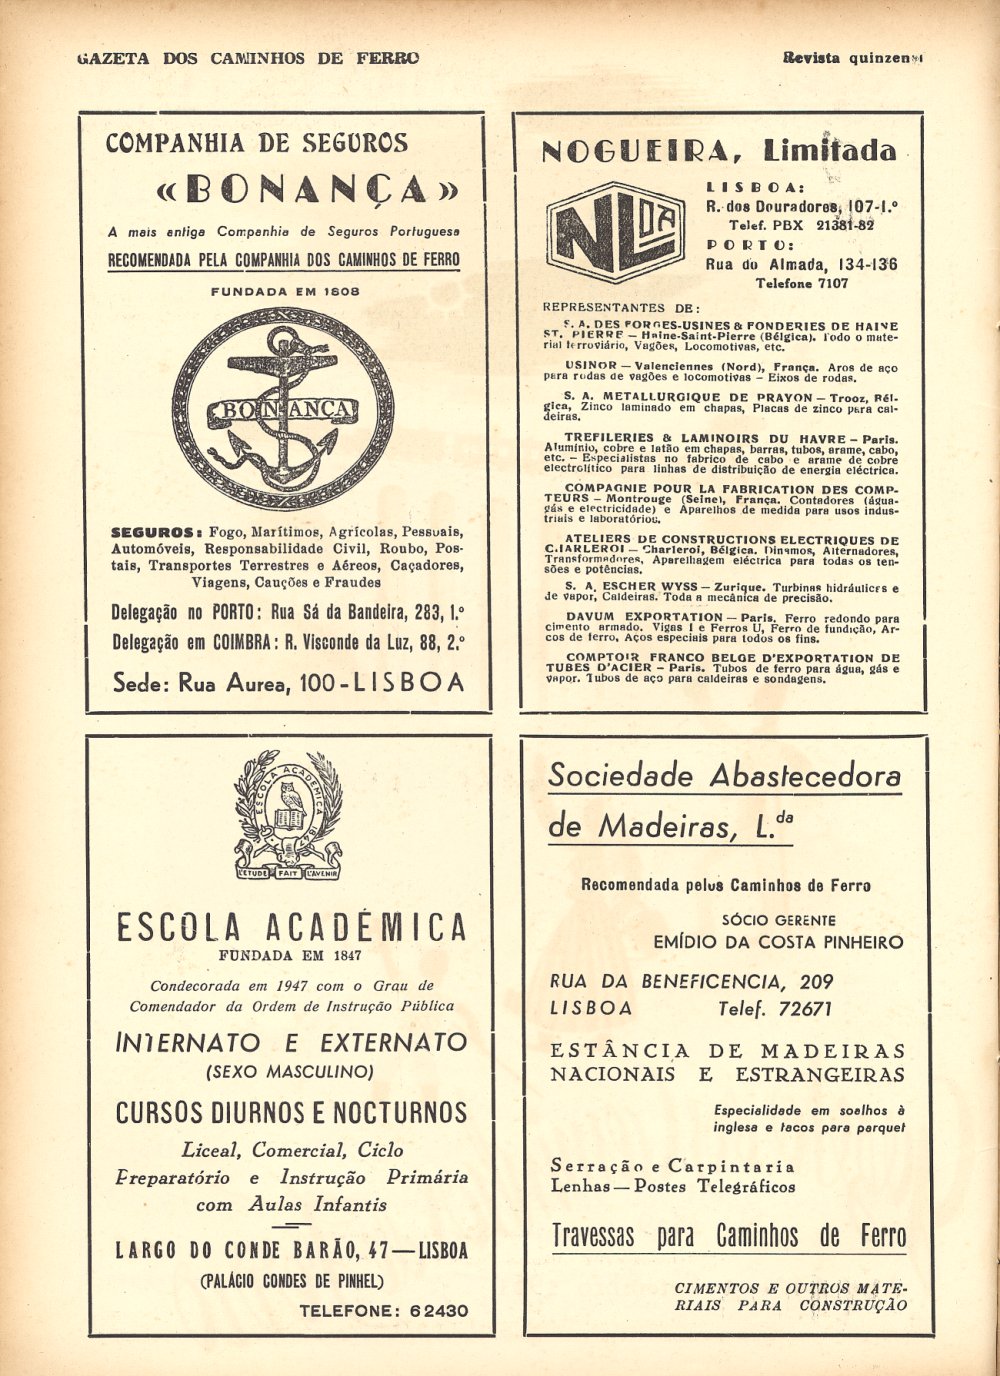 GAZETA DOS CAMINHOS DE FERRO
Revista quinzenal
COMPANHIA DE SEGUROS
«BONANÇA»
A mais antiga Companhia de Seguros Portuguesa
RECOMENDADA PELA COMPANHIA DOS CAMINHOS DE FERRO
FUNDADA EM 1808
BONANÇA
SEGUROS: Fogo, Marítimos, Agrícolas, Pessoais,
Automóveis, Responsabilidade Civil, Roubo, Pos-
tais, Transportes Terrestres e Aéreos, Caçadores,
Viagens, Cauções e Fraudes
Delegação no PORTO: Rua Sá da Bandeira, 283, 1.º
Delegação em COIMBRA: R. Visconde da Luz, 88, 2.º
Sede: Rua Aurea, 100-LISBOA
NOGUEIRA, Limitada
NLDA
LISBOA:
R. dos Douradores, 107-1.º
Telef. PBX 21381-82
PORTO:
Rua do Almada, 134-136
Telefone 7107
REPRESENTANTES DE:
S. A. DES FORGES-USINES & FONDERIES DE HAINE
ST. PIERRE — Haine-Saint-Pierre (Bélgica). Todo o mate-
rial ferroviário, Vagões, Locomotivas, etc.
USINOR — Valenciennes (Nord), França. Aros de aço
para rodas de vagões e locomotivas — Eixos de rodas.
S. A. METALLURGIQUE DE PRAYON — Trooz, Bél-
gica, Zinco laminado em chapas, Placas de zinco para cal-
deiras.
TREFILERIES & LAMINOIRS DU HAVRE — Paris.
Alumínio, cobre e latão em chapas, barras, tubos, arame, cabo,
etc. — Especialistas no fabrico de cabo e arame de cobre
electrolítico para linhas de distribuição de energia eléctrica.
COMPAGNIE POUR LA FABRICATION DES COMP-
TEURS — Montrouge (Seine), França. Contadores (água-
gás e electricidade) e Aparelhos de medida para usos indus-
triais e laboratórios.
ATELIERS DE CONSTRUCTIONS ELECTRIQUES DE
CHARLEROI — Charleroi, Bélgica. Dínamos, Alternadores,
Transformadores, Aparelhagem eléctrica para todas os ten-
sões e potências.
S. A. ESCHER WYSS — Zurique. Turbinas hidráulicas e
de vapor, Caldeiras. Toda a mecânica de precisão.
DAVUM EXPORTATION — Paris. Ferro redondo para
cimento armado. Vigas I e Ferros U, Ferro de fundição, Ar-
cos de ferro, Aços especiais para todos os fins.
COMPTOIR FRANCO BELGE D'EXPORTATION DE
TUBES D'ACIER — Paris. Tubos de ferro para água, gás e
vapor. Tubos de aço para caldeiras e sondagens.
ESCOLA ACADÉMICA 1847
L'ETUDE FAIT L'AVENIR
ESCOLA ACADÉMICA
FUNDADA EM 1847
Condecorada em 1947 com o Grau de
Comendador da Ordem de Instrução Pública
INTERNATO E EXTERNATO
(SEXO MASCULINO)
CURSOS DIURNOS E NOCTURNOS
Liceal, Comercial, Ciclo
Preparatório e Instrução Primária
com Aulas Infantis
LARGO DO CONDE BARÃO, 47—LISBOA
(PALÁCIO CONDES DE PINHEL)
TELEFONE: 62430
Sociedade Abastecedora
de Madeiras, L.da
Recomendada pelos Caminhos de Ferro
SÓCIO GERENTE
EMÍDIO DA COSTA PINHEIRO
RUA DA BENEFICENCIA, 209
LISBOA Telef. 72671
ESTÂNCIA DE MADEIRAS
NACIONAIS E ESTRANGEIRAS
Especialidade em soalhos à
inglesa e tacos para parquet
Serração e Carpintaria
Lenhas — Postes Telegráficos
Travessas para Caminhos de Ferro
CIMENTOS E OUTROS MATE-
RIAIS PARA CONSTRUÇÃO